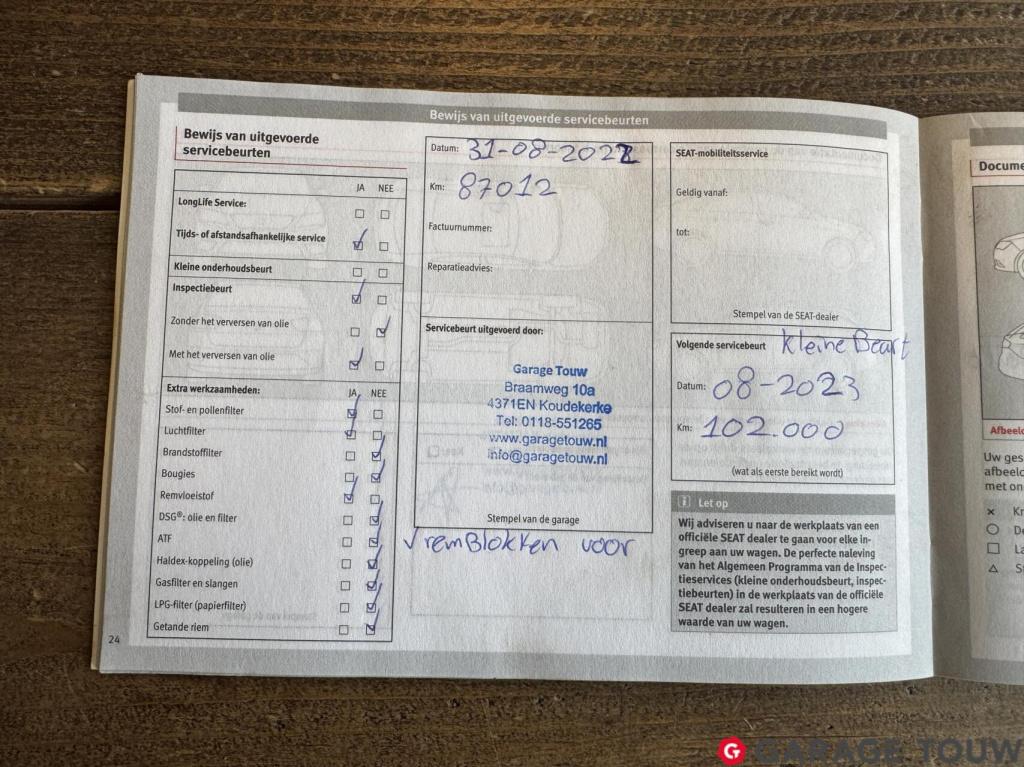 Bewijs van uitgevoerde servicebeurten
Bewijs van uitgevoerde
servicebeurten
JA NEE
LongLife Service:
Tijds- of afstandsafhankelijke service
Kleine onderhoudsbeurt
Inspectiebeurt
Zonder het verversen van olie
Met het verversen van olie
Extra werkzaamheden: JA NEE
Stof- en pollenfilter
Luchtfilter
Brandstoffilter
Bougies
Remvloeistof
DSG®: olie en filter
ATF
Haldex-koppeling (olie)
Gasfilter en slangen
LPG-filter (papierfilter)
Getande riem
24
Datum: 31-08-2022
Km: 87012
Factuurnummer:
Reparatieadvies:
Servicebeurt uitgevoerd door:
Garage Touw
Braamweg 10a
4371EN Koudekerke
Tel: 0118-551265
www.garagetouw.nl
info@garagetouw.nl
Stempel van de garage
√ remBlokken voor
SEAT-mobiliteitsservice
Geldig vanaf:
tot:
Stempel van de SEAT-dealer
Volgende servicebeurt Kleine Beurt
Datum: 08-2023
Km: 102.000
(wat als eerste bereikt wordt)
Let op
Wij adviseren u naar de werkplaats van een
officiële SEAT dealer te gaan voor elke in-
greep aan uw wagen. De perfecte naleving
van het Algemeen Programma van de Inspec-
tieservices (kleine onderhoudsbeurt, inspec-
tiebeurten) in de werkplaats van de officiële
SEAT dealer zal resulteren in een hogere
waarde van uw wagen.
Docume
Afbeeld
Uw ges
afbeeld
met on
GARAGE.TOUW